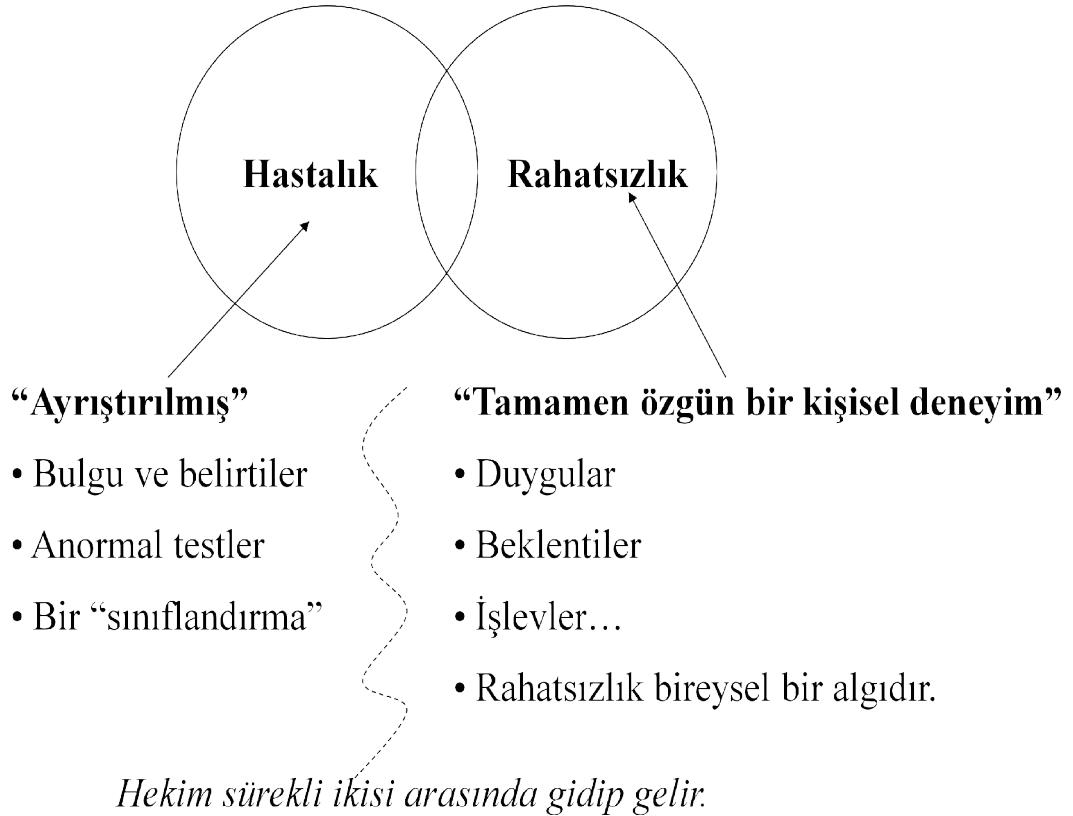 Hastalık
Rahatsızlık
“Ayrıştırılmış”
• Bulgu ve belirtiler
• Anormal testler
• Bir “sınıflandırma”
“Tamamen özgün bir kişisel deneyim”
• Duygular
• Beklentiler
• İşlevler…
• Rahatsızlık bireysel bir algıdır.
Hekim sürekli ikisi arasında gidip gelir.